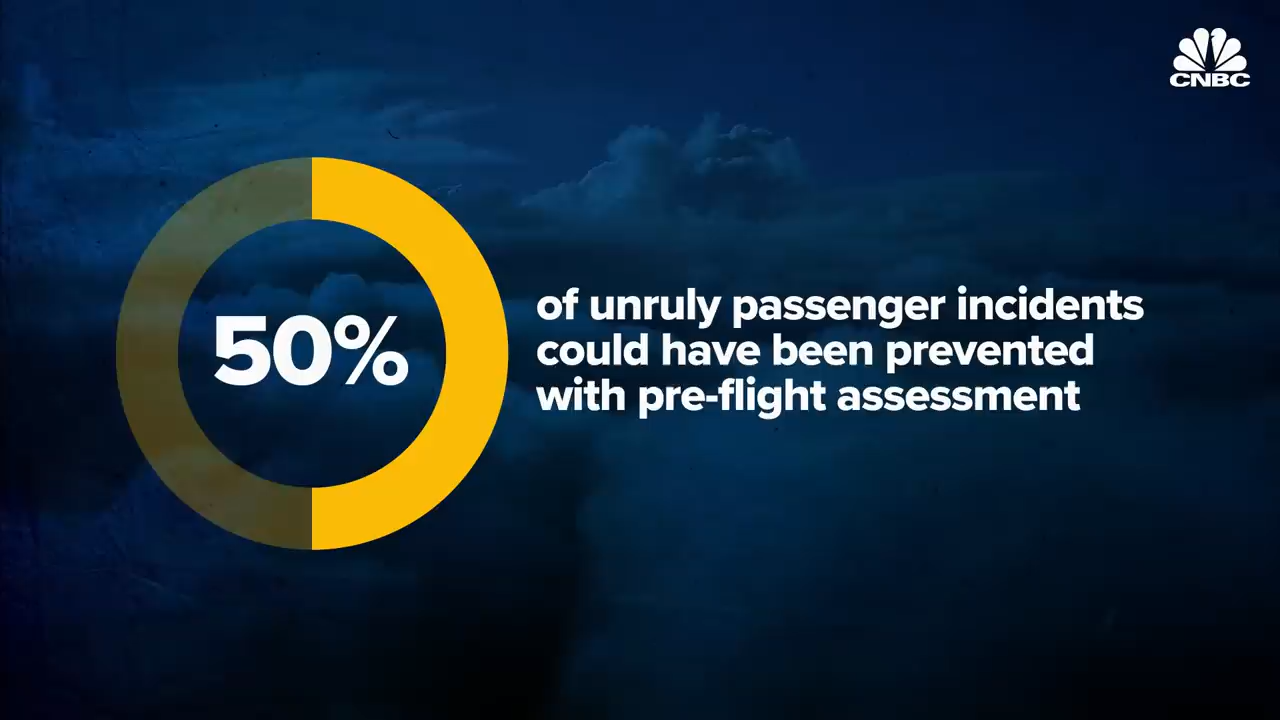 CNBC
50%
of unruly passenger incidents
could have been prevented
with pre-flight assessment